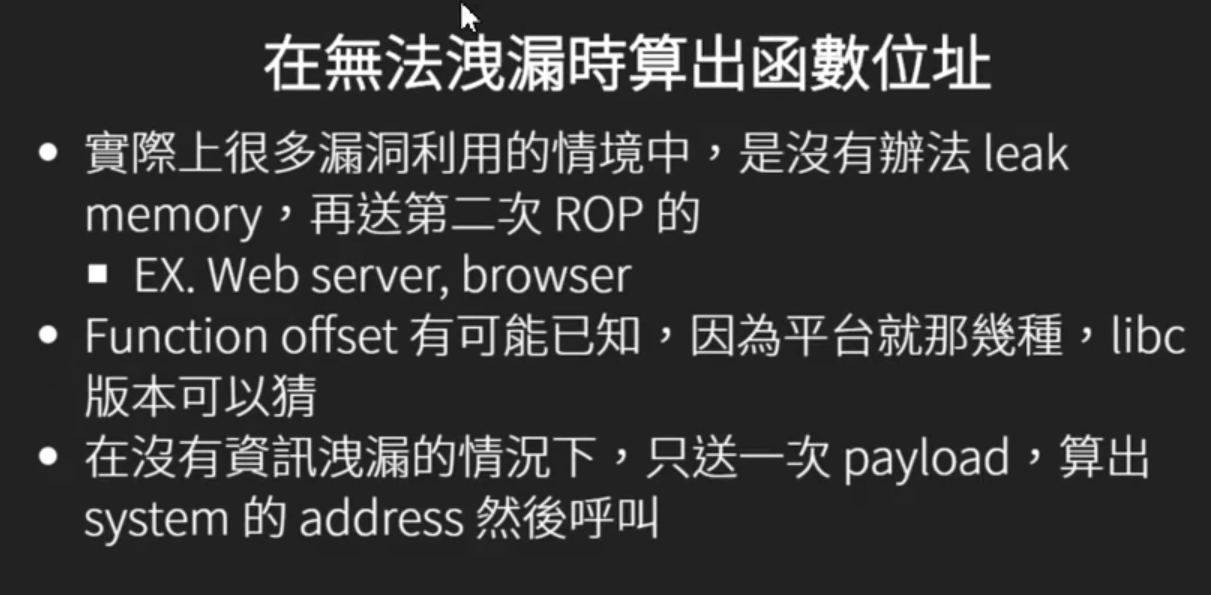 在無法洩漏時算出函數位址
• 實際上很多漏洞利用的情境中，是沒有辦法 leak
memory，再送第二次 ROP 的
▪ EX. Web server, browser
• Function offset 有可能已知，因為平台就那幾種，libc
版本可以猜
• 在沒有資訊洩漏的情況下，只送一次 payload，算出
system 的 address 然後呼叫